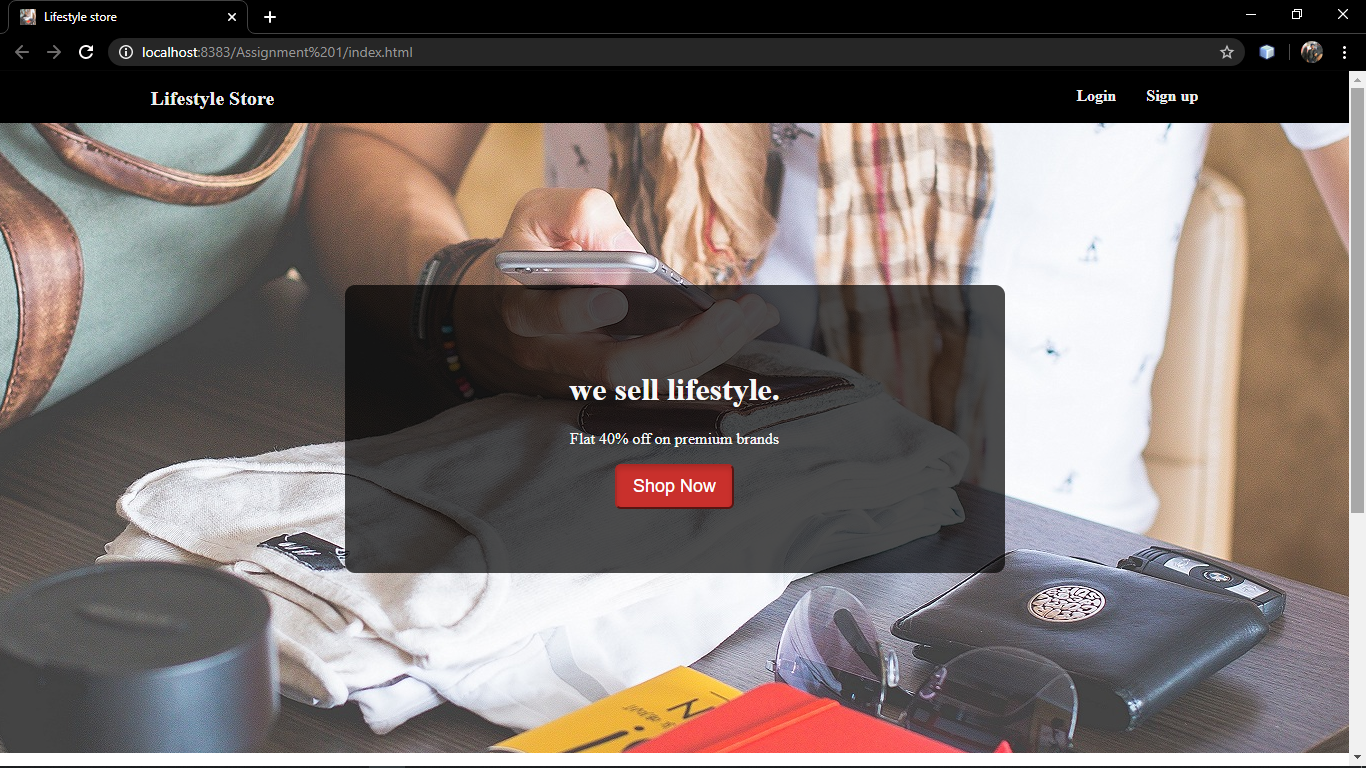 Lifestyle store
localhost:8383/Assignment%201/index.html
Lifestyle Store
Login
Sign up
we sell lifestyle.
Flat 40% off on premium brands
Shop Now